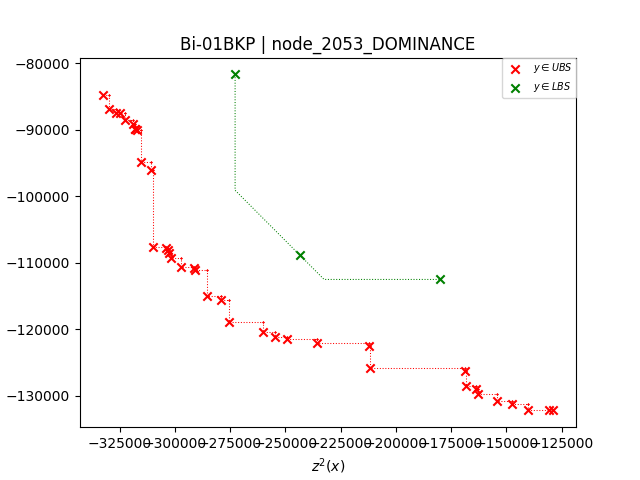 Bi-01BKP | node_2053_DOMINANCE
y ∈ UBS
y ∈ LBS
−80000
−90000
−100000
−110000
−120000
−130000
−325000 −300000 −275000 −250000 −225000 −200000 −175000 −150000 −125000
z²(x)